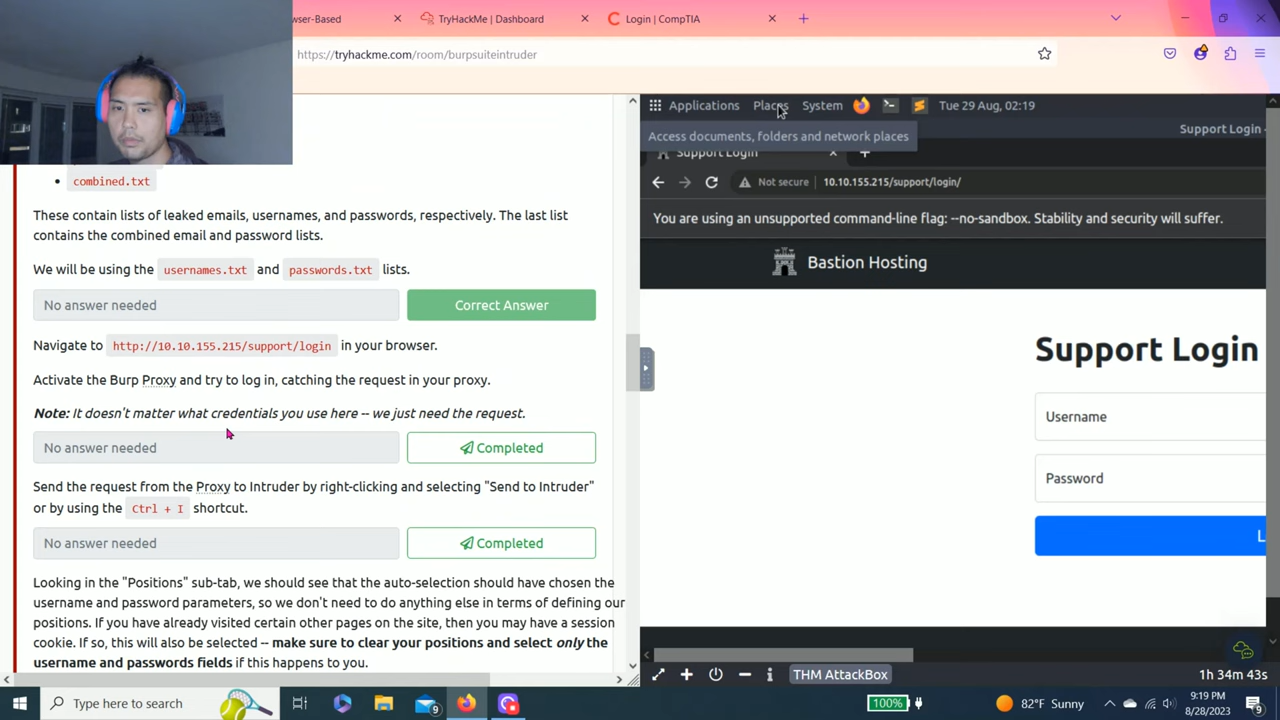 wser-Based
TryHackMe | Dashboard
Login | CompTIA
https://tryhackme.com/room/burpsuiteintruder
Applications Places System Tue 29 Aug, 02:19
Access documents, folders and network places
Support Login -
Support Login
Not secure 10.10.155.215/support/login/
You are using an unsupported command-line flag: --no-sandbox. Stability and security will suffer.
Bastion Hosting
Support Login
Username
Password
L
combined.txt
These contain lists of leaked emails, usernames, and passwords, respectively. The last list
contains the combined email and password lists.
We will be using the usernames.txt and passwords.txt lists.
No answer needed
Correct Answer
Navigate to http://10.10.155.215/support/login in your browser.
Activate the Burp Proxy and try to log in, catching the request in your proxy.
Note: It doesn't matter what credentials you use here -- we just need the request.
No answer needed
Completed
Send the request from the Proxy to Intruder by right-clicking and selecting "Send to Intruder"
or by using the Ctrl + I shortcut.
No answer needed
Completed
Looking in the "Positions" sub-tab, we should see that the auto-selection should have chosen the
username and password parameters, so we don't need to do anything else in terms of defining our
positions. If you have already visited certain other pages on the site, then you may have a session
cookie. If so, this will also be selected -- make sure to clear your positions and select only the
username and passwords fields if this happens to you.
THM AttackBox
1h 34m 43s
Type here to search
9
100%
82°F Sunny
9:19 PM
8/28/2023
9